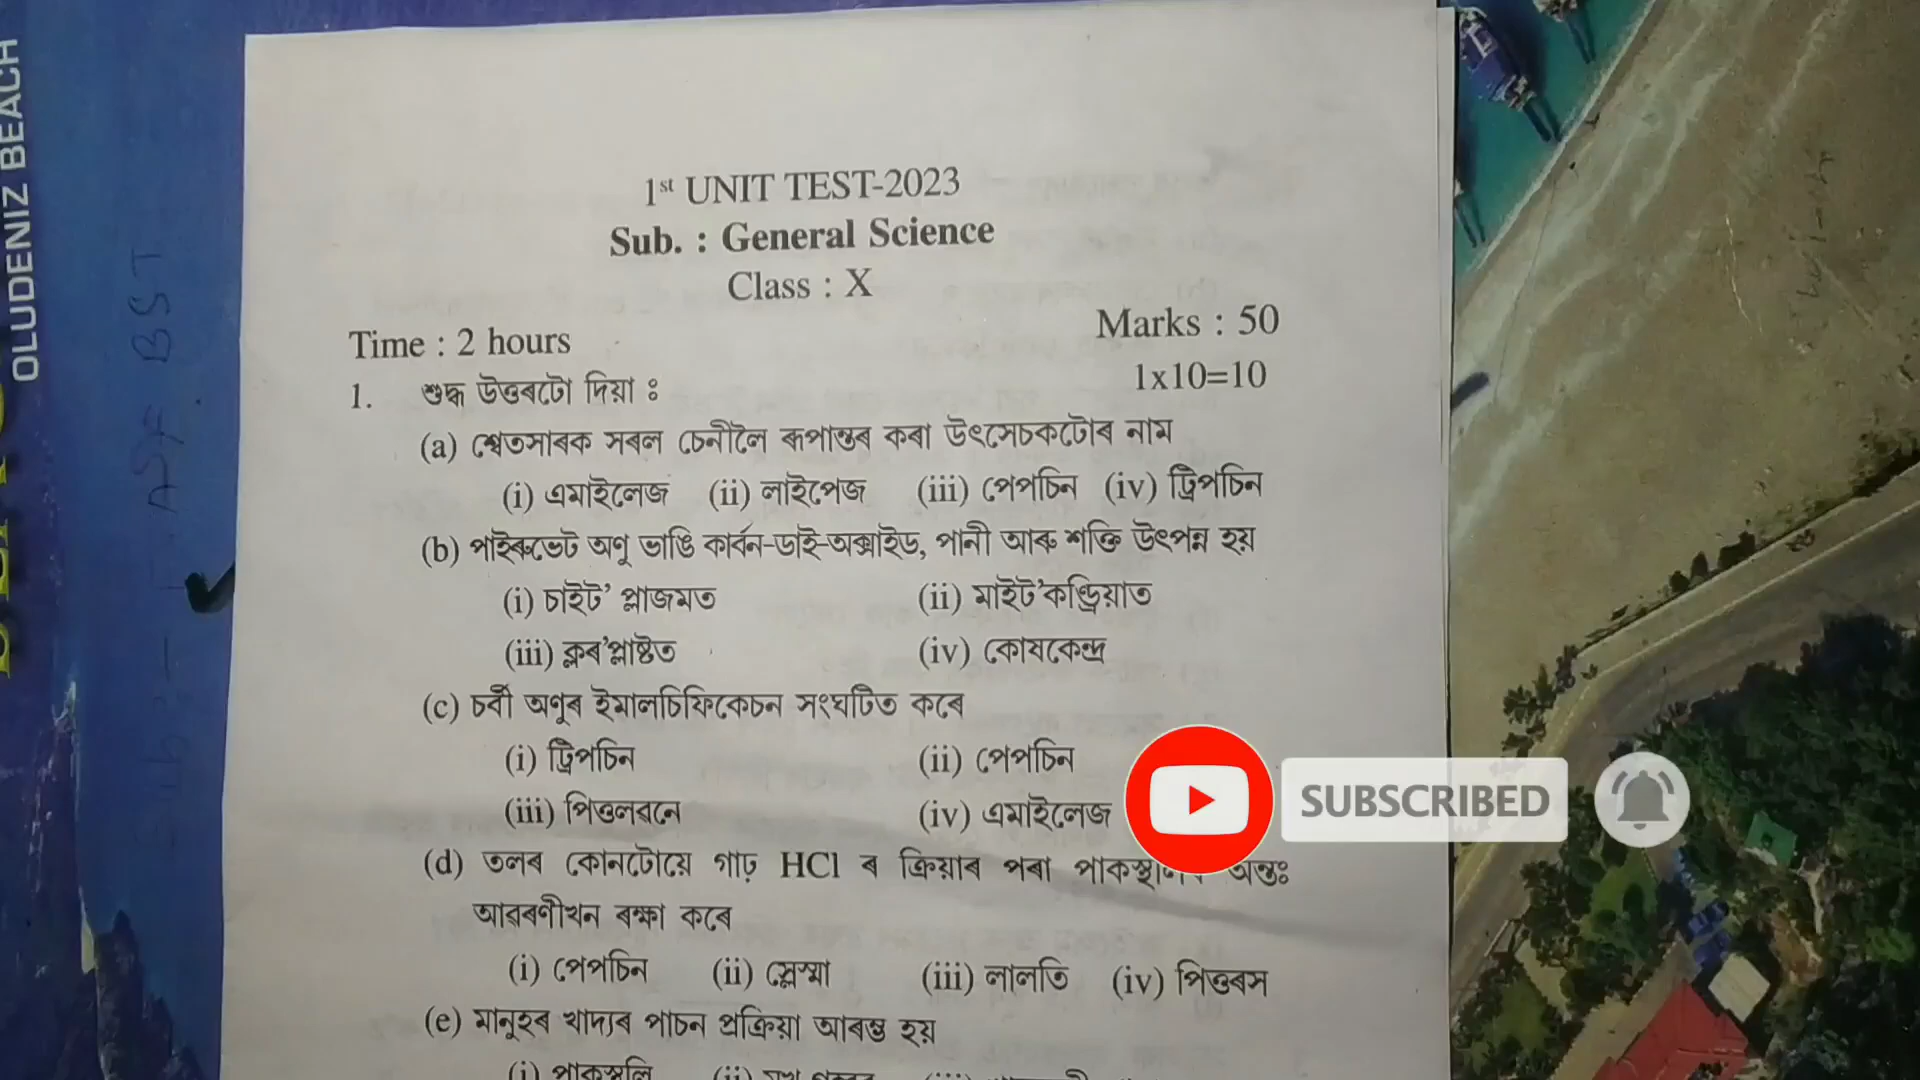 OLUDENIZ BEACH
1st UNIT TEST-2023
Sub. : General Science
Class : X
Time : 2 hours
Marks : 50
1. শুদ্ধ উত্তৰটো দিয়া ঃ
1x10=10
(a) শ্বেতসাৰক সৰল চেনীলৈ ৰূপান্তৰ কৰা উৎসেচকটোৰ নাম
(i) এমাইলেজ (ii) লাইপেজ (iii) পেপচিন (iv) ট্ৰিপচিন
(b) পাইৰুভেট অণু ভাঙি কাৰ্বন-ডাই-অক্সাইড, পানী আৰু শক্তি উৎপন্ন হয়
(i) চাইট' প্লাজমত (ii) মাইট'কণ্ড্ৰিয়াত
(iii) ক্লৰ'প্লাষ্টত (iv) কোষকেন্দ্ৰ
(c) চৰ্বী অণুৰ ইমালচিফিকেচন সংঘটিত কৰে
(i) ট্ৰিপচিন (ii) পেপচিন
(iii) পিত্তলৱনে (iv) এমাইলেজ
SUBSCRIBED
(d) তলৰ কোনটোয়ে গাঢ় HCl ৰ ক্ৰিয়াৰ পৰা অন্তঃ
আৱৰণীখন ৰক্ষা কৰে
(i) পেপচিন (ii) শ্লেষ্মা (iii) লালতি (iv) পিত্তৰস
(e) মানুহৰ খাদ্যৰ পাচন প্ৰক্ৰিয়া আৰম্ভ হয়
(i) পাকস্থলি (ii)